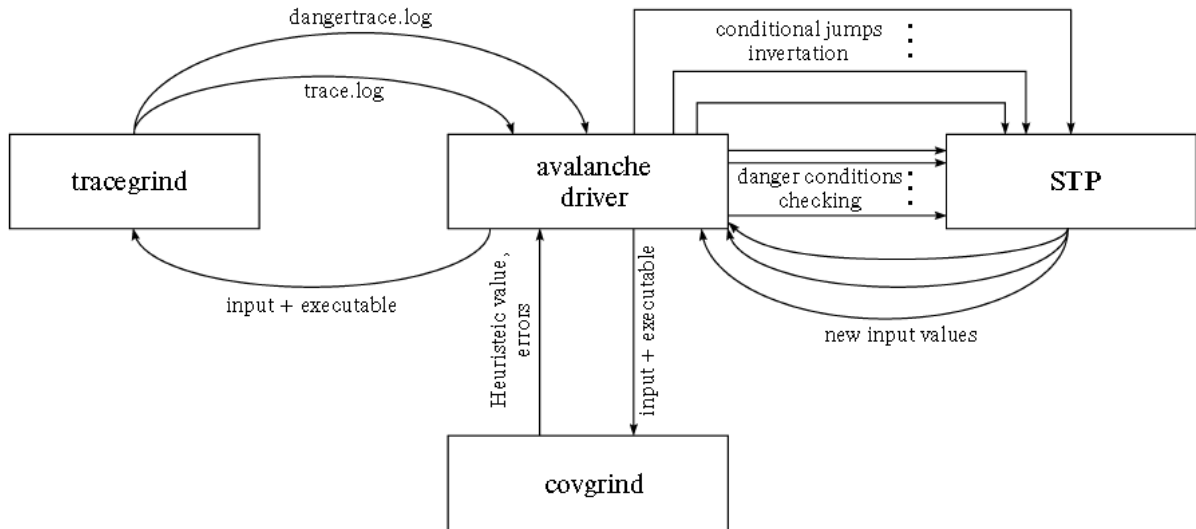 dangertrace.log
conditional jumps
invertation
trace.log
tracegrind
avalanche
driver
danger conditions
checking
STP
input + executable
Heuristeic value,
errors
input + executable
new input values
covgrind